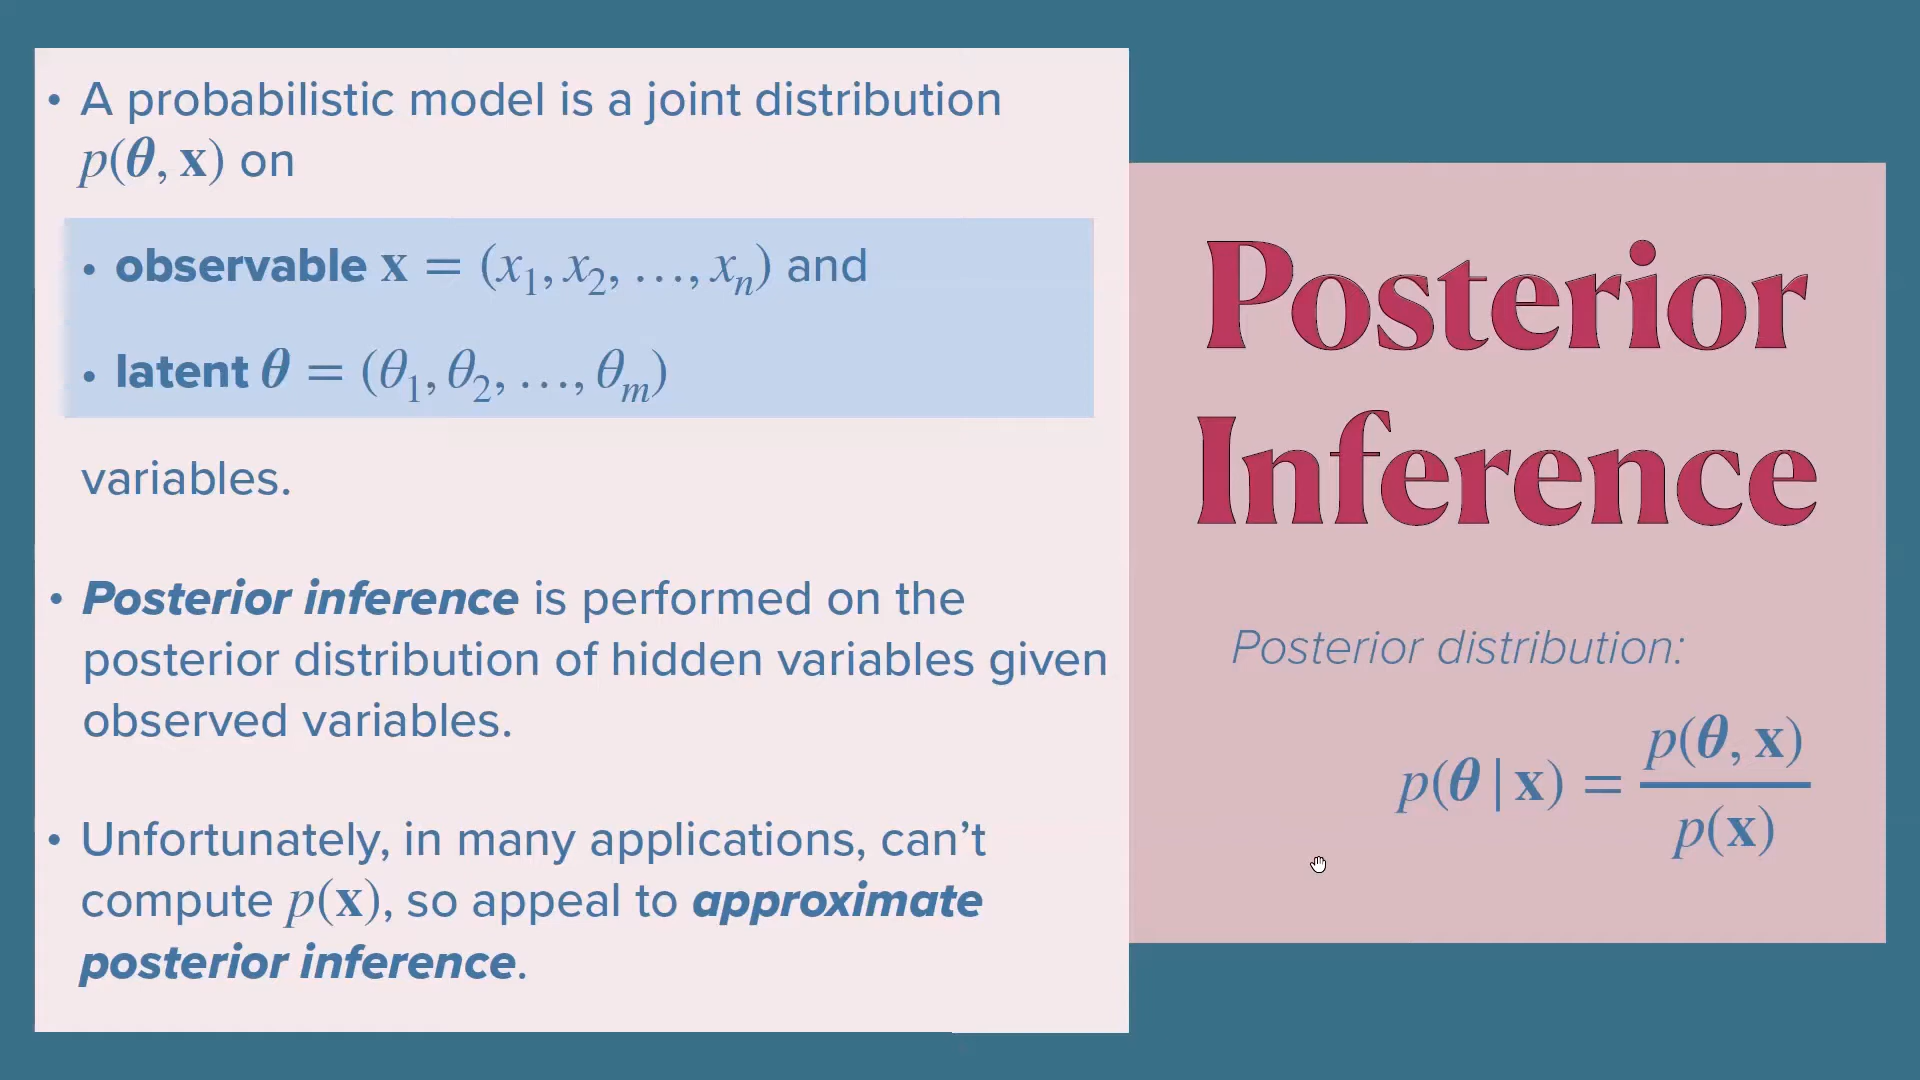 • A probabilistic model is a joint distribution
p(θ, x) on
• observable x = (x₁, x₂, …, xₙ) and
• latent θ = (θ₁, θ₂, …, θₘ)
variables.
• Posterior inference is performed on the
posterior distribution of hidden variables given
observed variables.
• Unfortunately, in many applications, can’t
compute p(x), so appeal to approximate
posterior inference.
Posterior
Inference
Posterior distribution:
p(θ | x) = p(θ, x) / p(x)